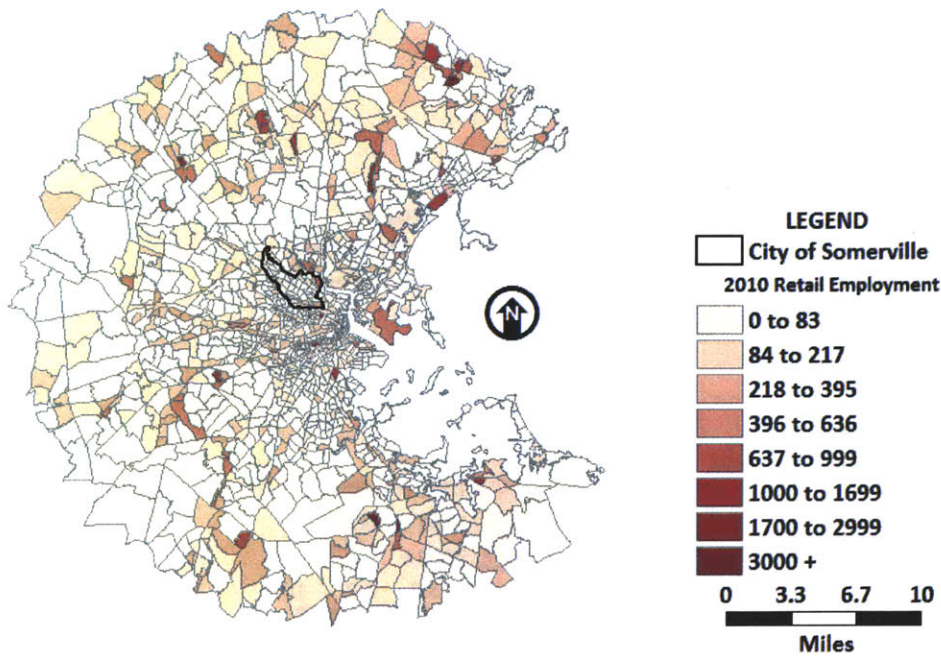 LEGEND
City of Somerville
2010 Retail Employment
0 to 83
84 to 217
218 to 395
396 to 636
637 to 999
1000 to 1699
1700 to 2999
3000 +
N
0 3.3 6.7 10
Miles